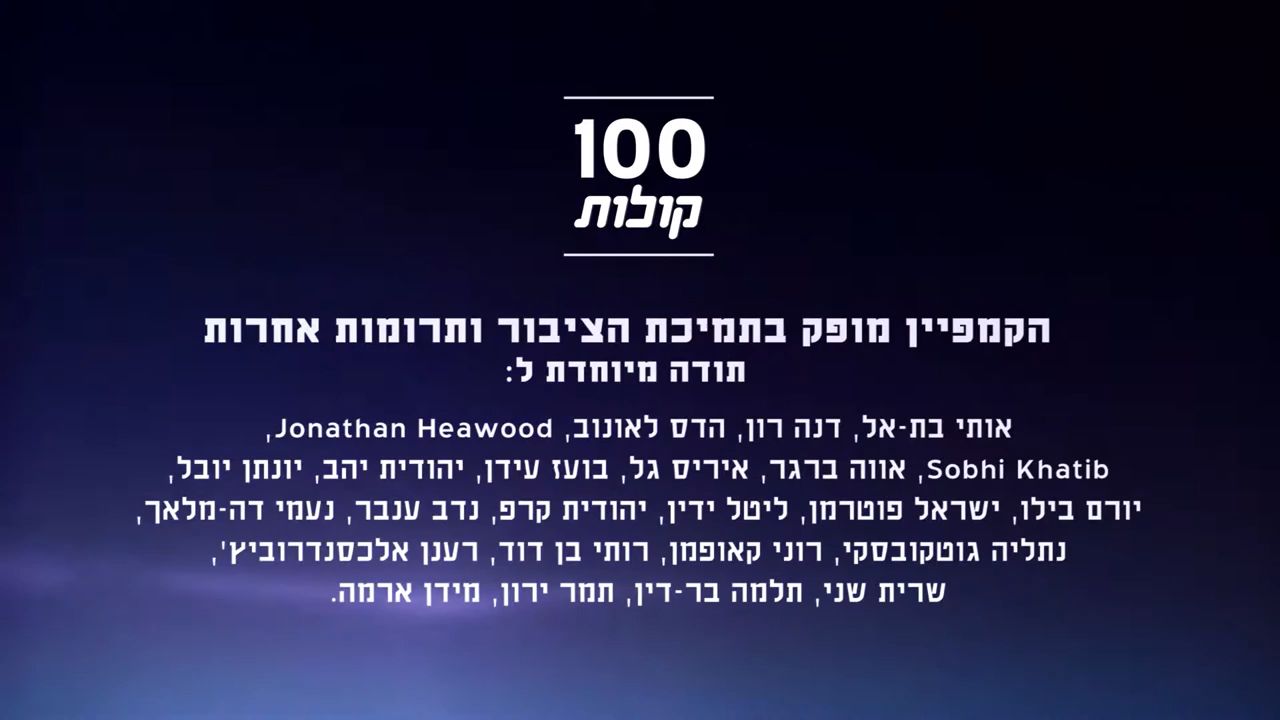 100
קולות
הקמפיין מופק בתמיכת הציבור ותרומות אחרות
תודה מיוחדת ל:
אותי בת-אל, דנה רון, הדס לאונוב, Jonathan Heawood,
Sobhi Khatib, אווה ברגר, איריס גל, בועז עידן, יהודית יהב, יונתן יובל,
יורם בילו, ישראל פוטרמן, ליטל ידין, יהודית קרפ, נדב ענבר, נעמי דה-מלאך,
נתליה גוטקובסקי, רוני קאופמן, רותי בן דוד, רענן אלכסנדרוביץ',
שרית שני, תלמה בר-דין, תמר ירון, מידן ארמה.